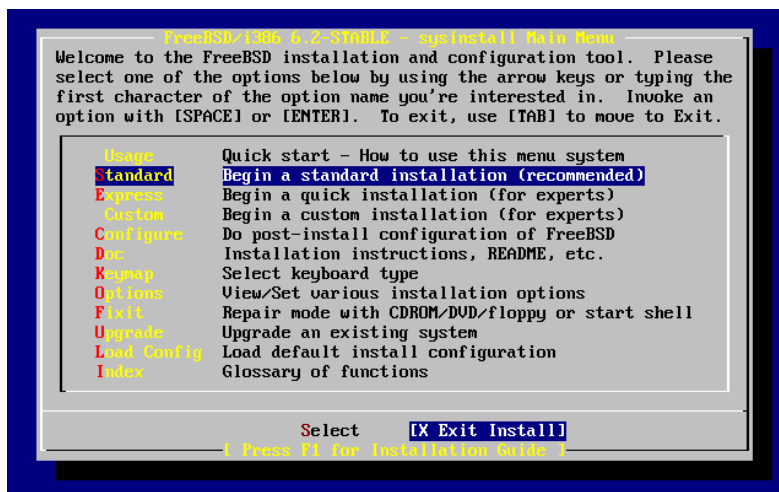 FreeBSD/i386 6.2-STABLE - sysinstall Main Menu
Welcome to the FreeBSD installation and configuration tool.  Please
select one of the options below by using the arrow keys or typing the
first character of the option name you're interested in.  Invoke an
option with [SPACE] or [ENTER].  To exit, use [TAB] to move to Exit.
Usage Quick start - How to use this menu system
Standard Begin a standard installation (recommended)
Express Begin a quick installation (for experts)
Custom Begin a custom installation (for experts)
Configure Do post-install configuration of FreeBSD
Doc Installation instructions, README, etc.
Keymap Select keyboard type
Options View/Set various installation options
Fixit Repair mode with CDROM/DVD/floppy or start shell
Upgrade Upgrade an existing system
Load Config Load default install configuration
Index Glossary of functions
Select [X Exit Install]
[ Press F1 for Installation Guide ]